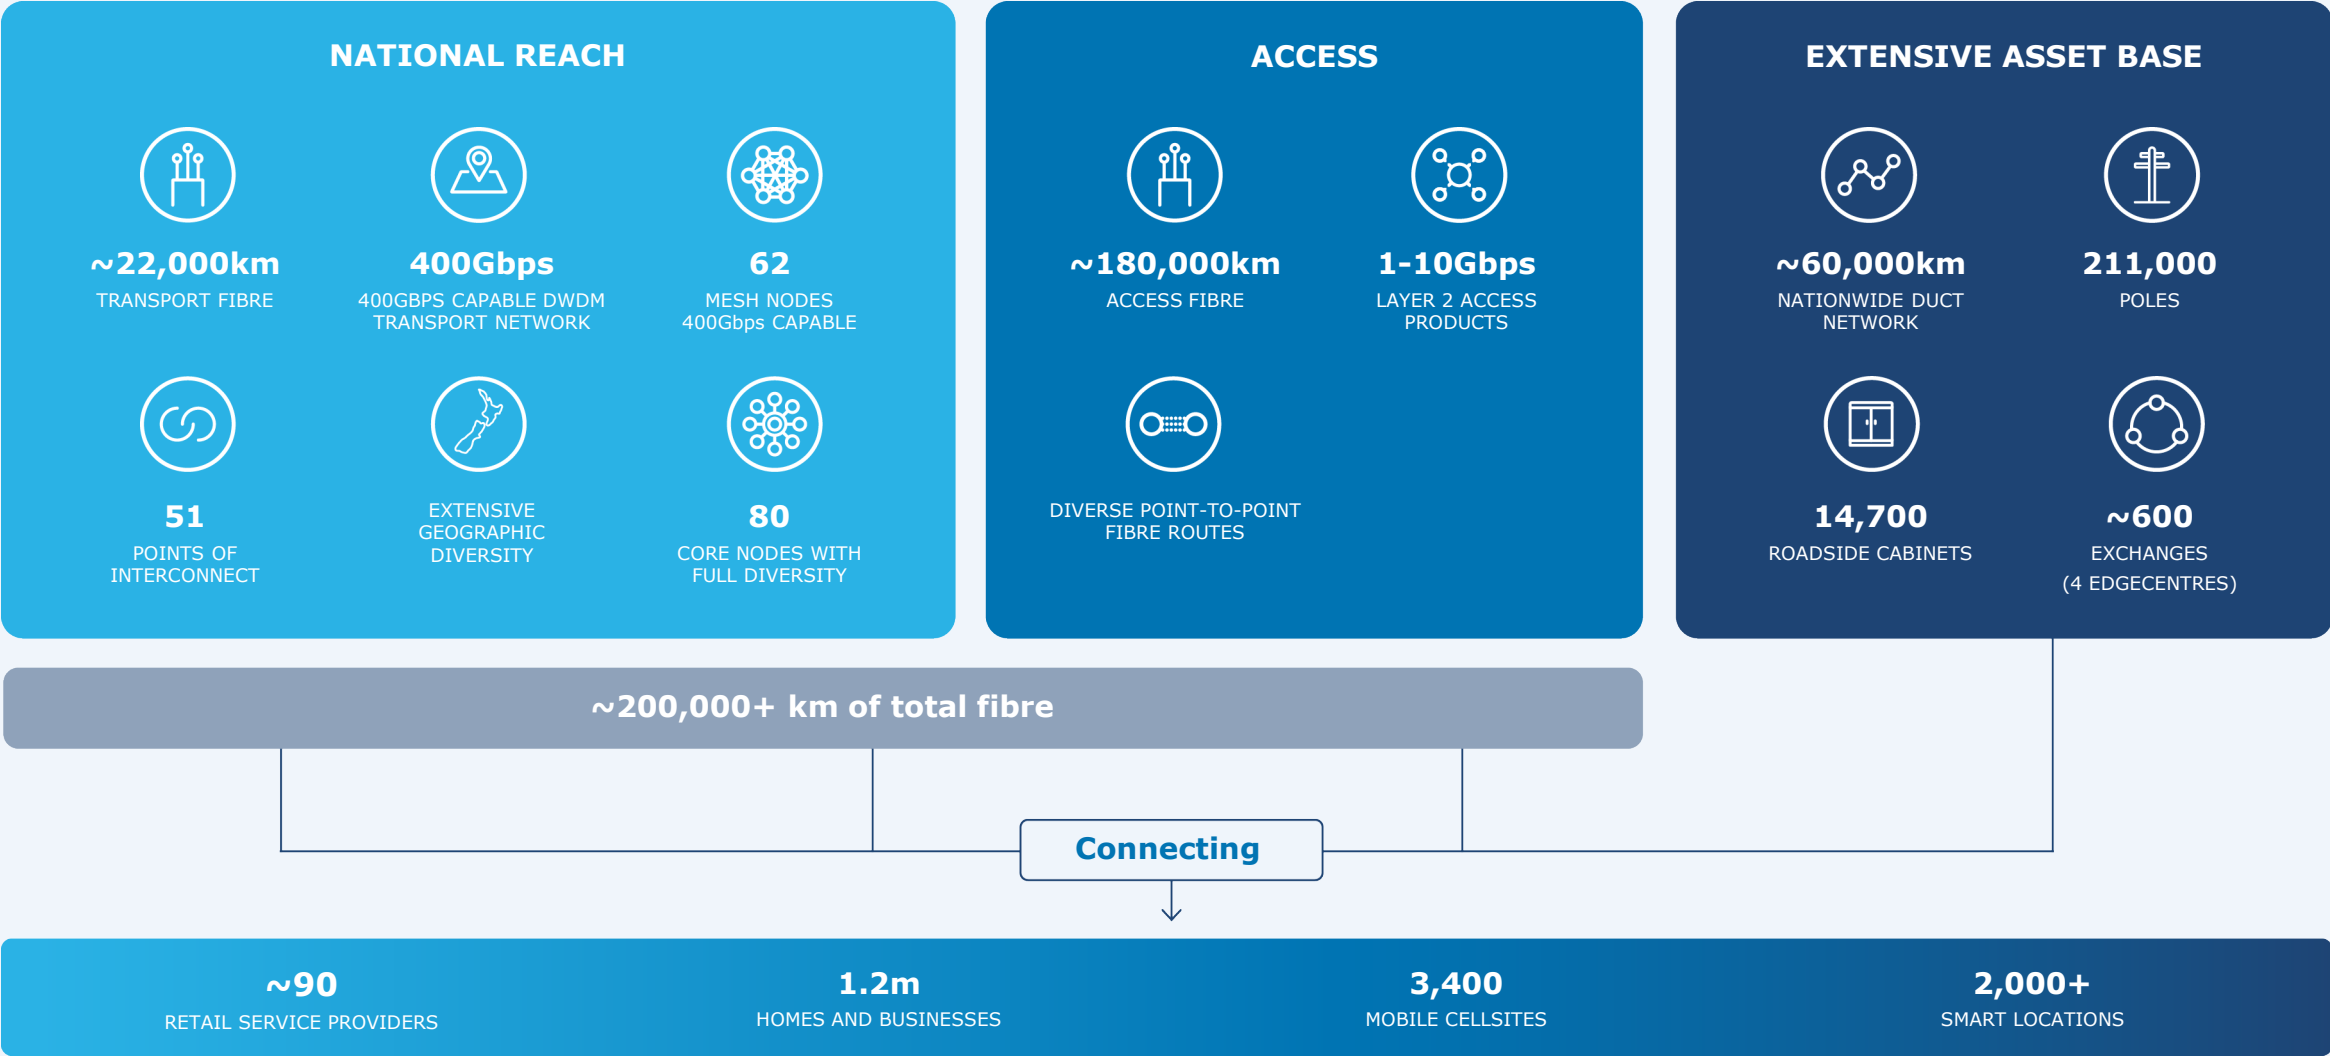 NATIONAL REACH
~22,000km
TRANSPORT FIBRE
400Gbps
400GBPS CAPABLE DWDM
TRANSPORT NETWORK
62
MESH NODES
400Gbps CAPABLE
51
POINTS OF
INTERCONNECT
EXTENSIVE
GEOGRAPHIC
DIVERSITY
80
CORE NODES WITH
FULL DIVERSITY
ACCESS
~180,000km
ACCESS FIBRE
1-10Gbps
LAYER 2 ACCESS
PRODUCTS
DIVERSE POINT-TO-POINT
FIBRE ROUTES
EXTENSIVE ASSET BASE
~60,000km
NATIONWIDE DUCT
NETWORK
211,000
POLES
14,700
ROADSIDE CABINETS
~600
EXCHANGES
(4 EDGECENTRES)
~200,000+ km of total fibre
Connecting
~90
RETAIL SERVICE PROVIDERS
1.2m
HOMES AND BUSINESSES
3,400
MOBILE CELLSITES
2,000+
SMART LOCATIONS